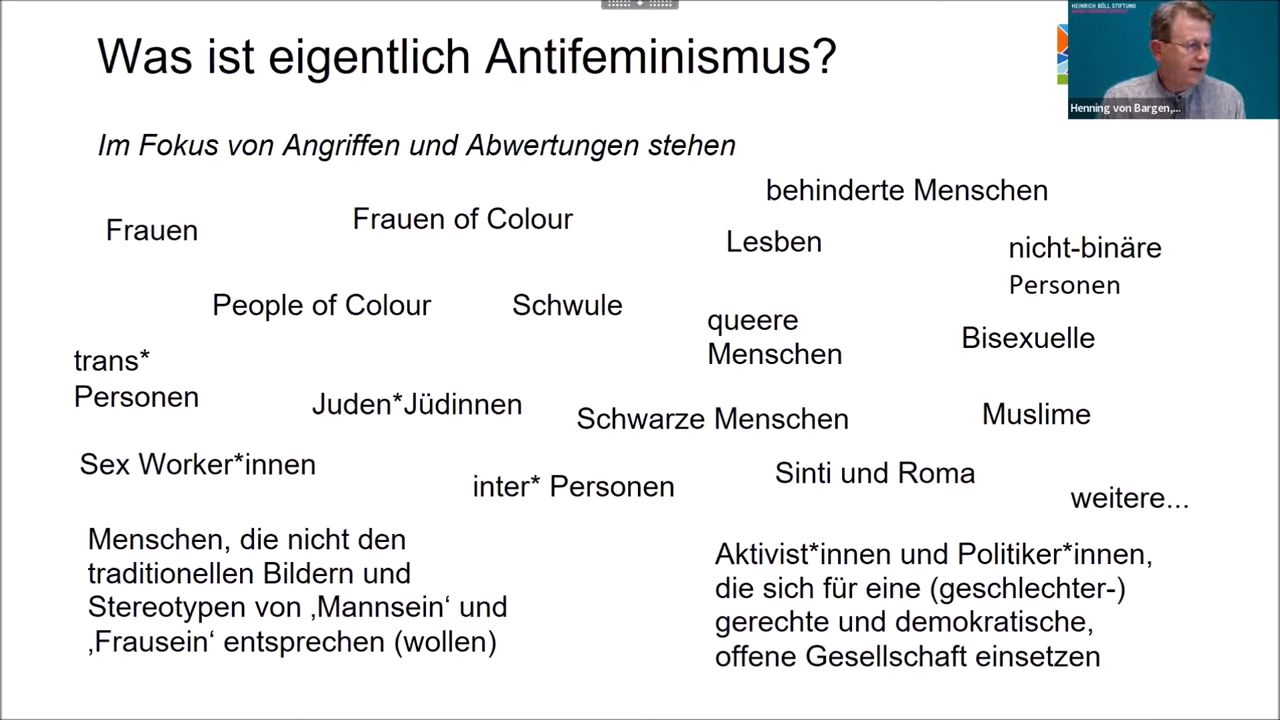 Was ist eigentlich Antifeminismus?
HEINRICH BÖLL STIFTUNG
Henning von Bargen,...
Im Fokus von Angriffen und Abwertungen stehen
behinderte Menschen
Frauen
Frauen of Colour
Lesben
nicht-binäre
Personen
People of Colour
Schwule
queere
Menschen
Bisexuelle
trans*
Personen
Juden*Jüdinnen
Schwarze Menschen
Muslime
Sex Worker*innen
inter* Personen
Sinti und Roma
weitere...
Menschen, die nicht den
traditionellen Bildern und
Stereotypen von ‚Mannsein‘ und
‚Frausein‘ entsprechen (wollen)
Aktivist*innen und Politiker*innen,
die sich für eine (geschlechter-)
gerechte und demokratische,
offene Gesellschaft einsetzen